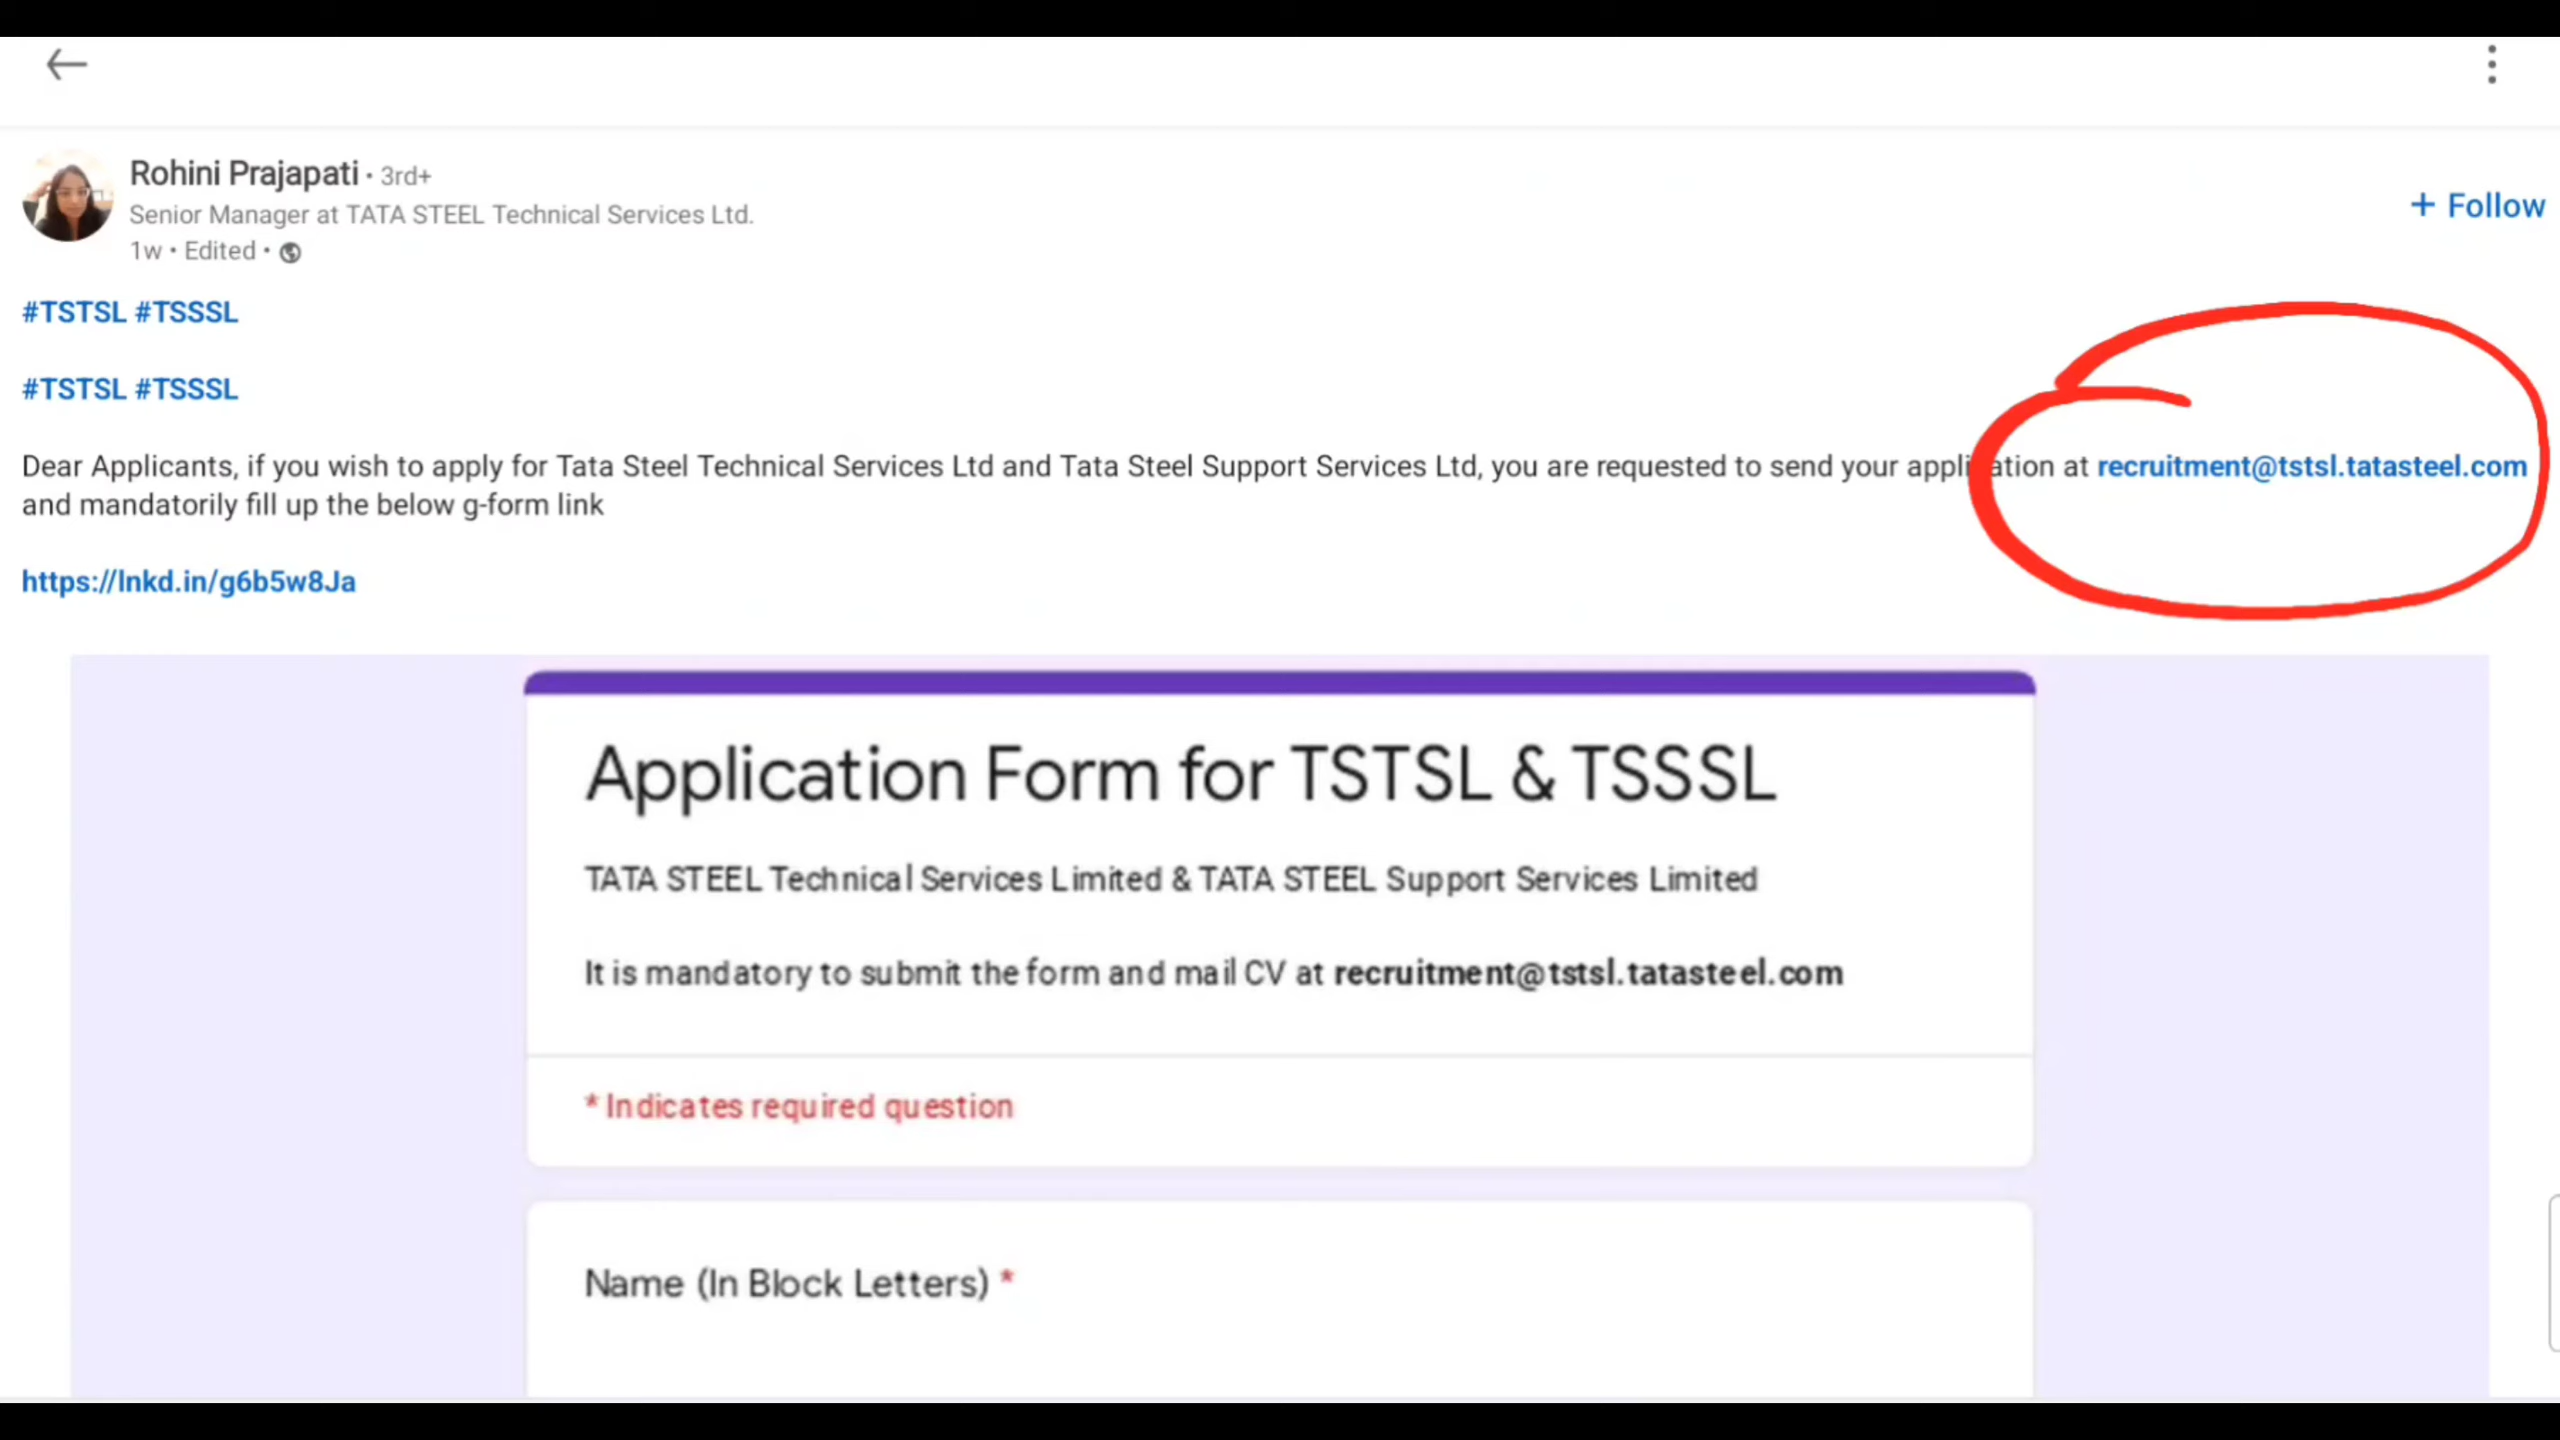 Rohini Prajapati • 3rd+
Senior Manager at TATA STEEL Technical Services Ltd.
1w • Edited •
+ Follow
#TSTSL #TSSSL
#TSTSL #TSSSL
Dear Applicants, if you wish to apply for Tata Steel Technical Services Ltd and Tata Steel Support Services Ltd, you are requested to send your application at recruitment@tstsl.tatasteel.com
and mandatorily fill up the below g-form link
https://lnkd.in/g6b5w8Ja
Application Form for TSTSL & TSSSL
TATA STEEL Technical Services Limited & TATA STEEL Support Services Limited
It is mandatory to submit the form and mail CV at recruitment@tstsl.tatasteel.com
* Indicates required question
Name (In Block Letters) *